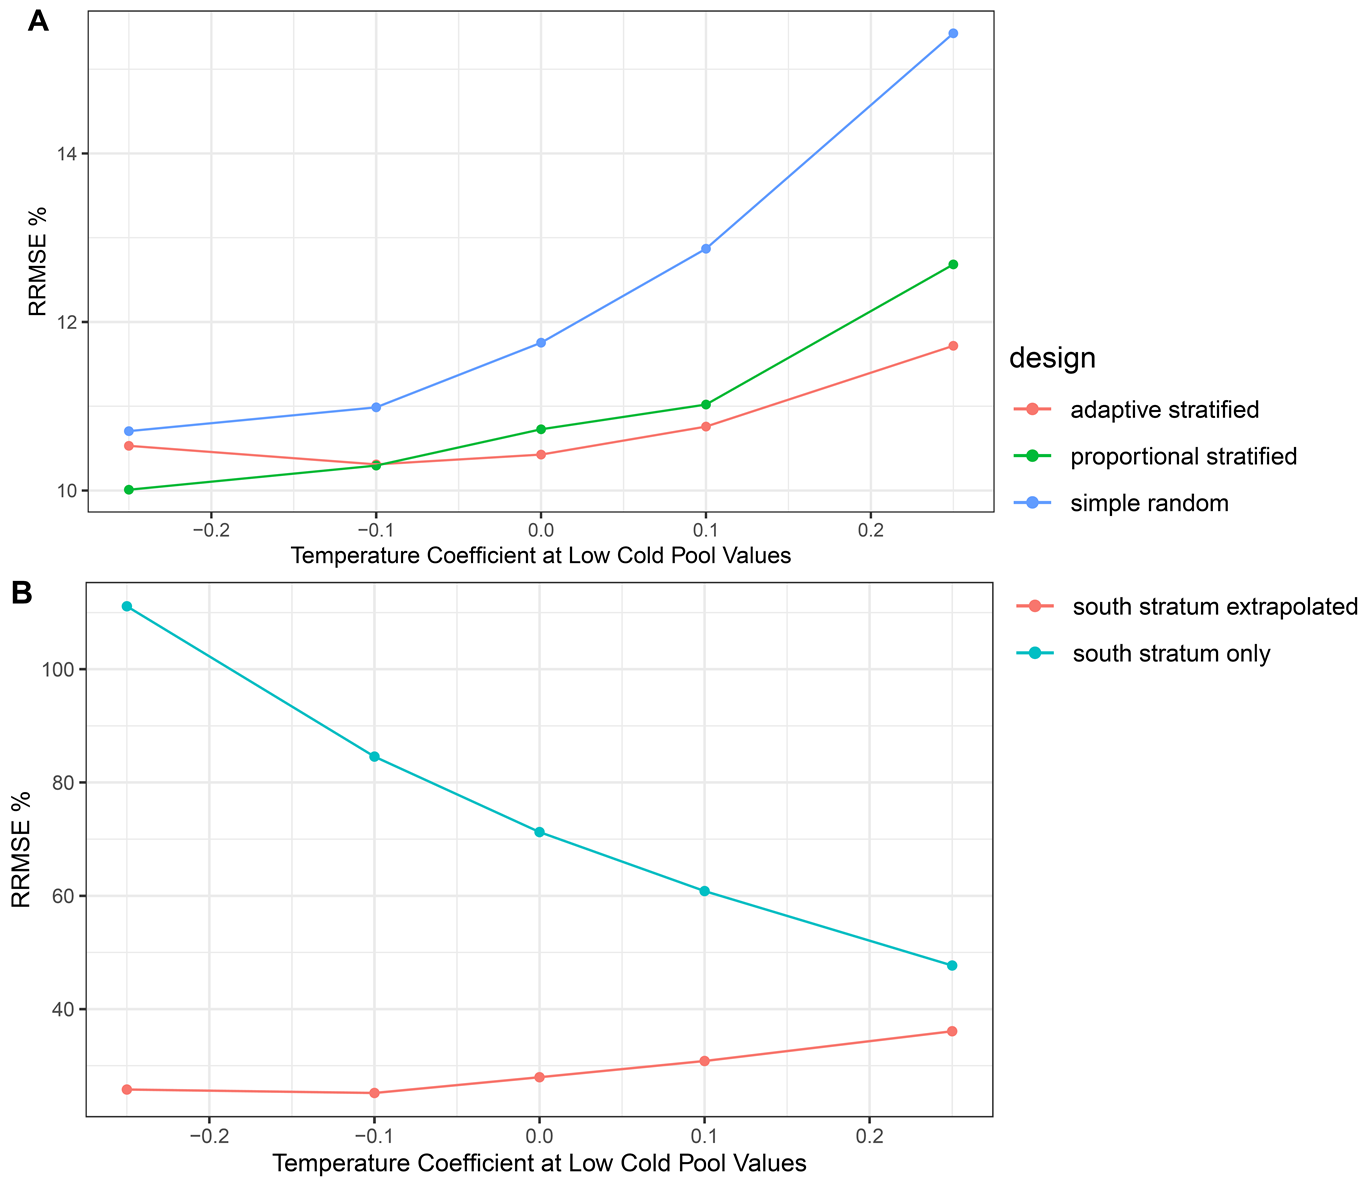 A
14
12
10
RRMSE %
−0.2
−0.1
0.0
0.1
0.2
Temperature Coefficient at Low Cold Pool Values
design
adaptive stratified
proportional stratified
simple random
B
100
80
60
40
RRMSE %
−0.2
−0.1
0.0
0.1
0.2
Temperature Coefficient at Low Cold Pool Values
south stratum extrapolated
south stratum only